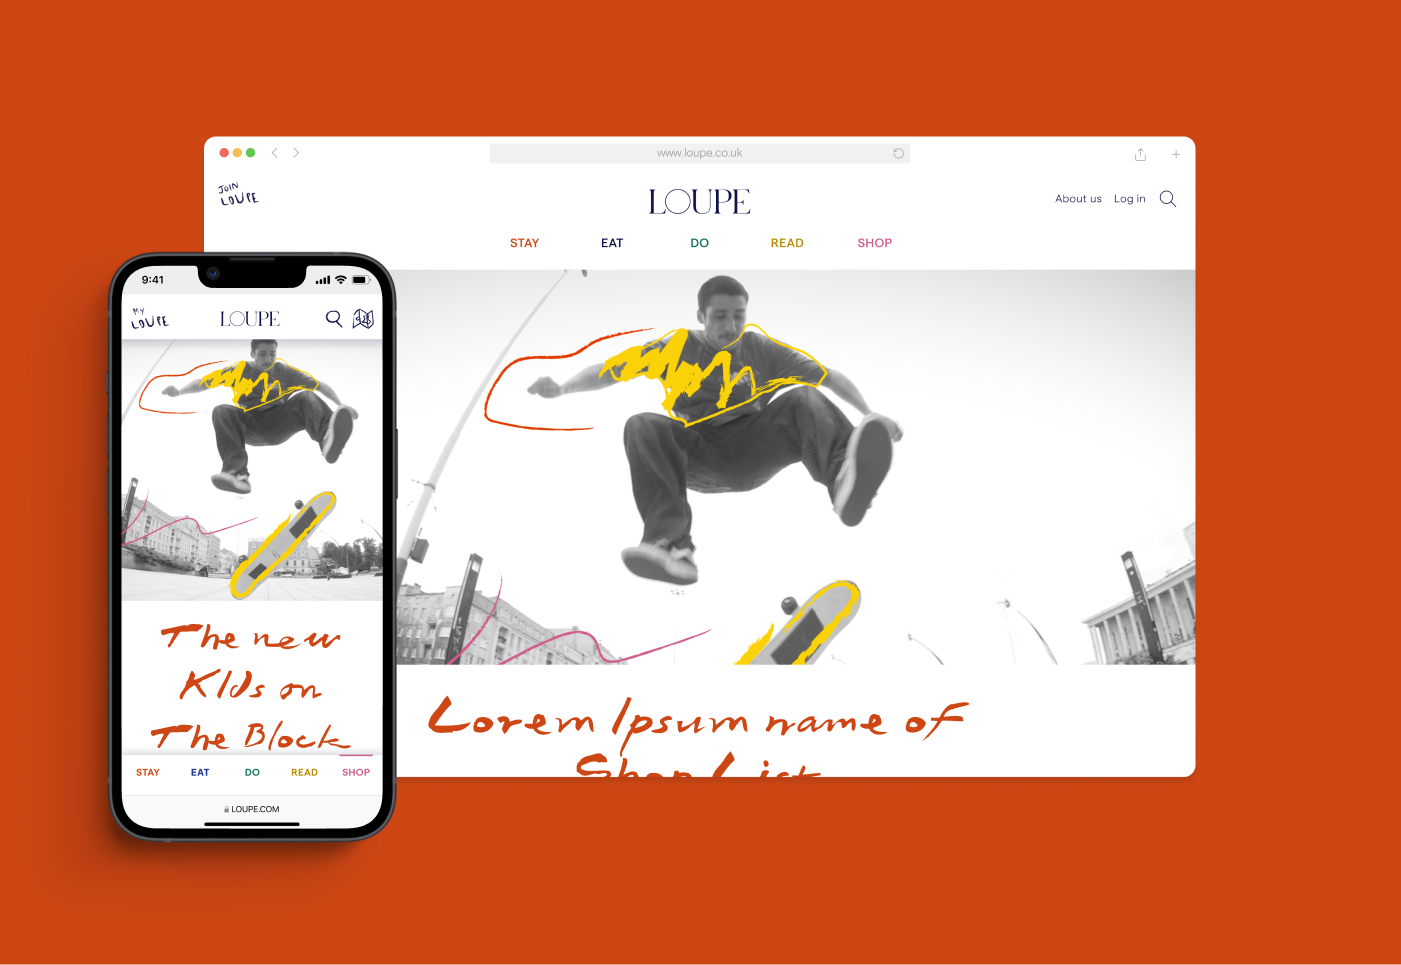 www.loupe.co.uk
JOIN
LOUPE
LOUPE
About us Log in
STAY EAT DO READ SHOP
Lorem Ipsum name of
Shop List
9:41
MY
LOUPE
LOUPE
The new
KIds on
The Block
STAY EAT DO READ SHOP
LOUPE.COM